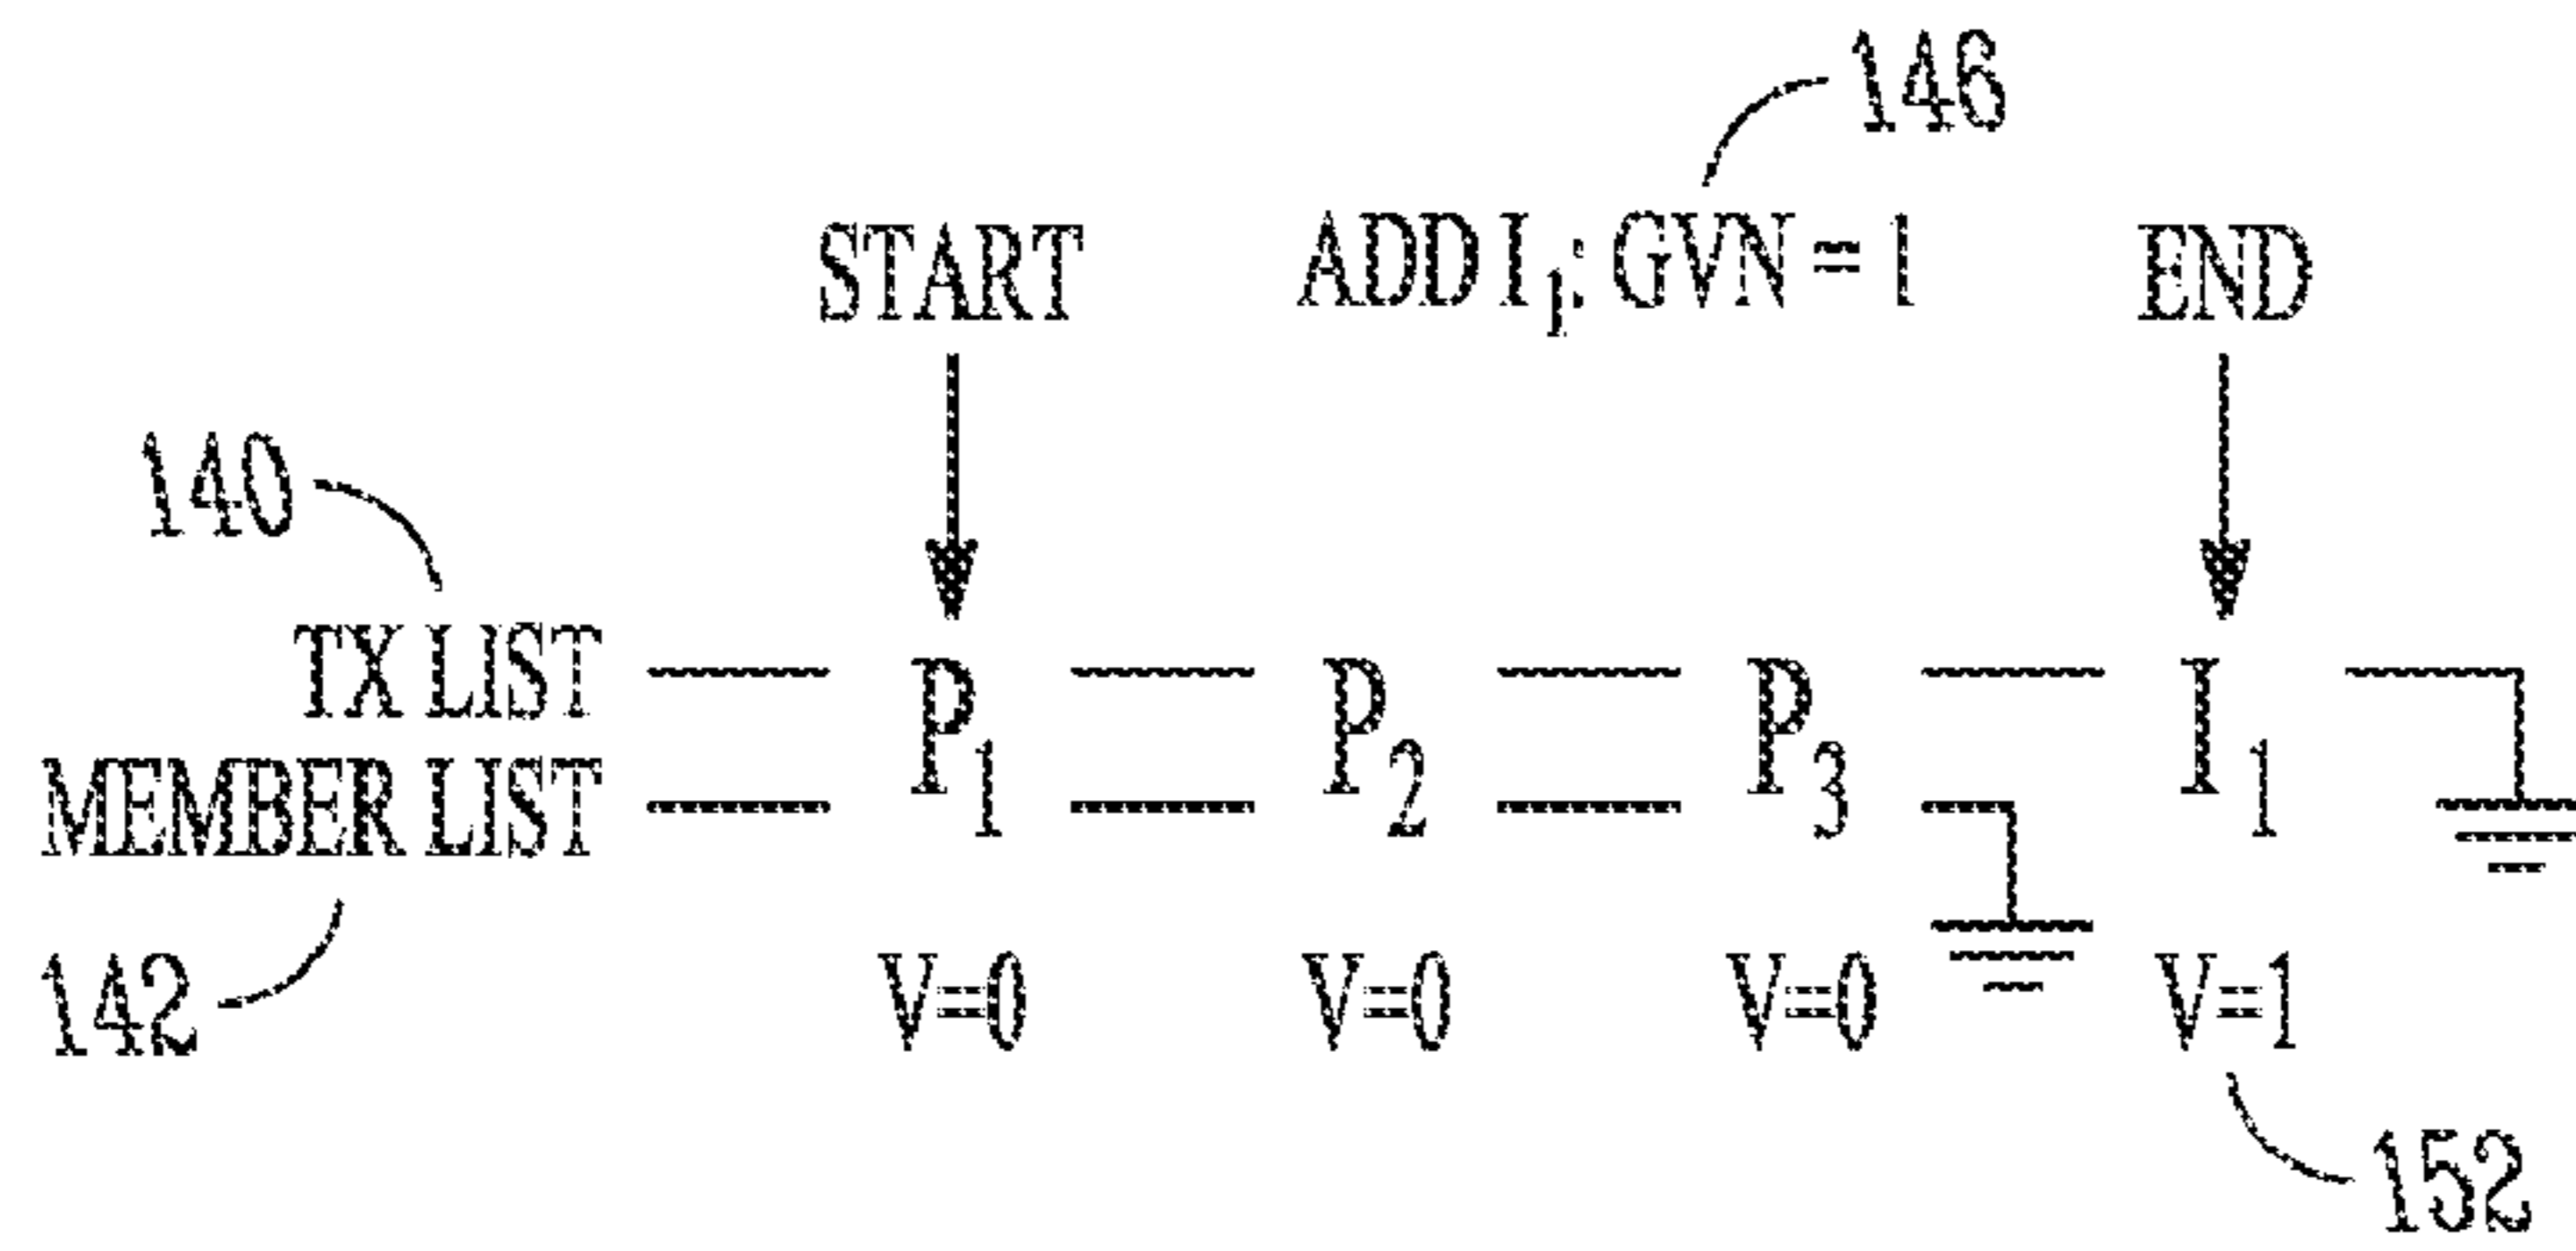 146
START ADD I₁: GVN = 1 END
140
TX LIST P₁ P₂ P₃ I₁
MEMBER LIST
142 V=0 V=0 V=0 V=1
152